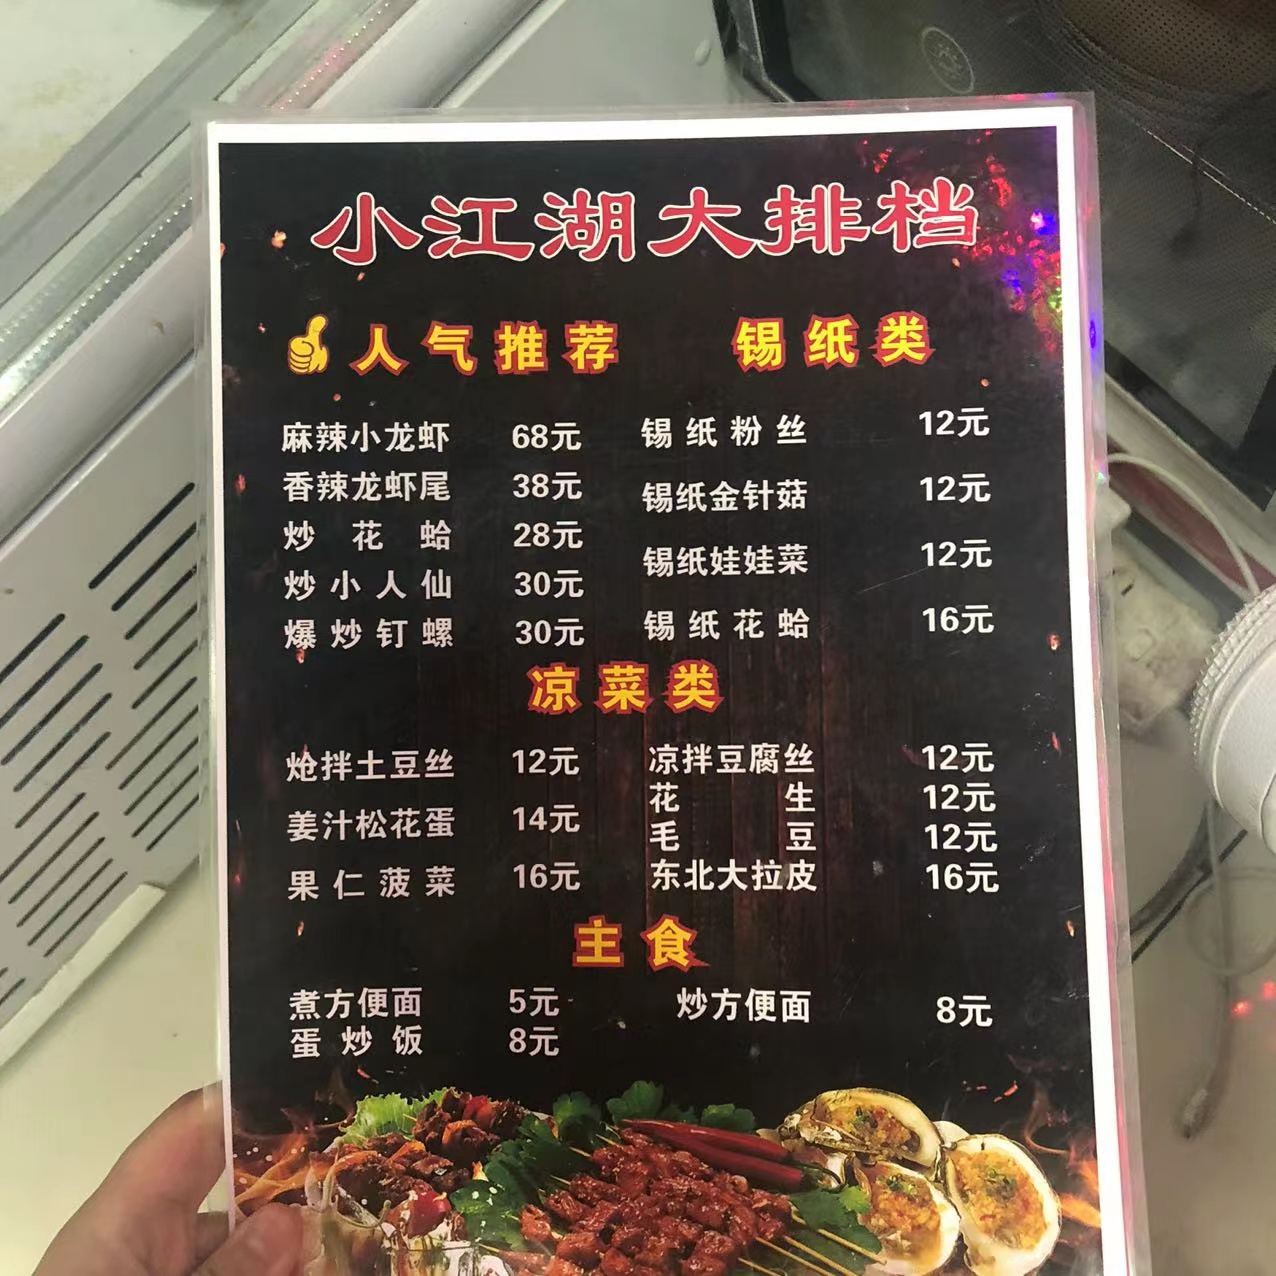 小江湖大排档
人气推荐 锡纸类
麻辣小龙虾 68元 锡纸粉丝 12元
香辣龙虾尾 38元 锡纸金针菇 12元
炒花蛤 28元 锡纸娃娃菜 12元
炒小人仙 30元 锡纸花蛤 16元
爆炒钉螺 30元
凉菜类
炝拌土豆丝 12元 凉拌豆腐丝 12元
花生 12元
姜汁松花蛋 14元 毛豆 12元
果仁菠菜 16元 东北大拉皮 16元
主食
煮方便面 5元 炒方便面 8元
蛋炒饭 8元